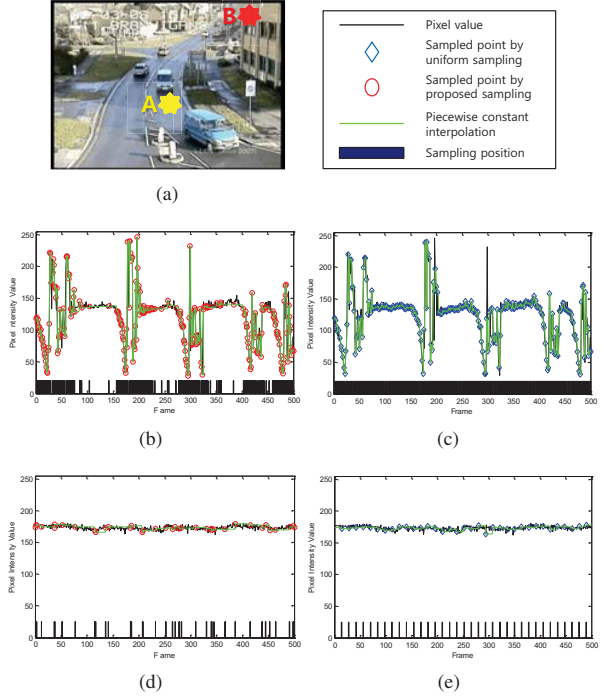 B
A
(a)
Pixel value
Sampled point by
uniform sampling
Sampled point by
proposed sampling
Piecewise constant
interpolation
Sampling position
Pixel Intensity Value
250
200
150
100
50
0
0 50 100 150 200 250 300 350 400 450 500
F ame
(b)
Pixel Intensity Value
250
200
150
100
50
0
0 50 100 150 200 250 300 350 400 450 500
Frame
(c)
Pixel Intensity Value
250
200
150
100
50
0
0 50 100 150 200 250 300 350 400 450 500
F ame
(d)
Pixel Intensity Value
250
200
150
100
50
0
0 50 100 150 200 250 300 350 400 450 500
Frame
(e)